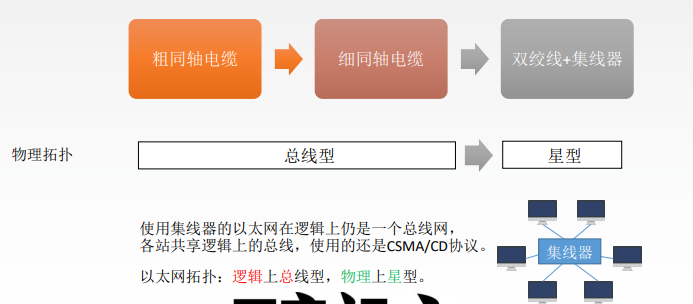 粗同轴电缆
细同轴电缆
双绞线+集线器
物理拓扑
总线型
星型
使用集线器的以太网在逻辑上仍是一个总线网，
各站共享逻辑上的总线，使用的还是CSMA/CD协议。
集线器
以太网拓扑：逻辑上总线型，物理上星型。